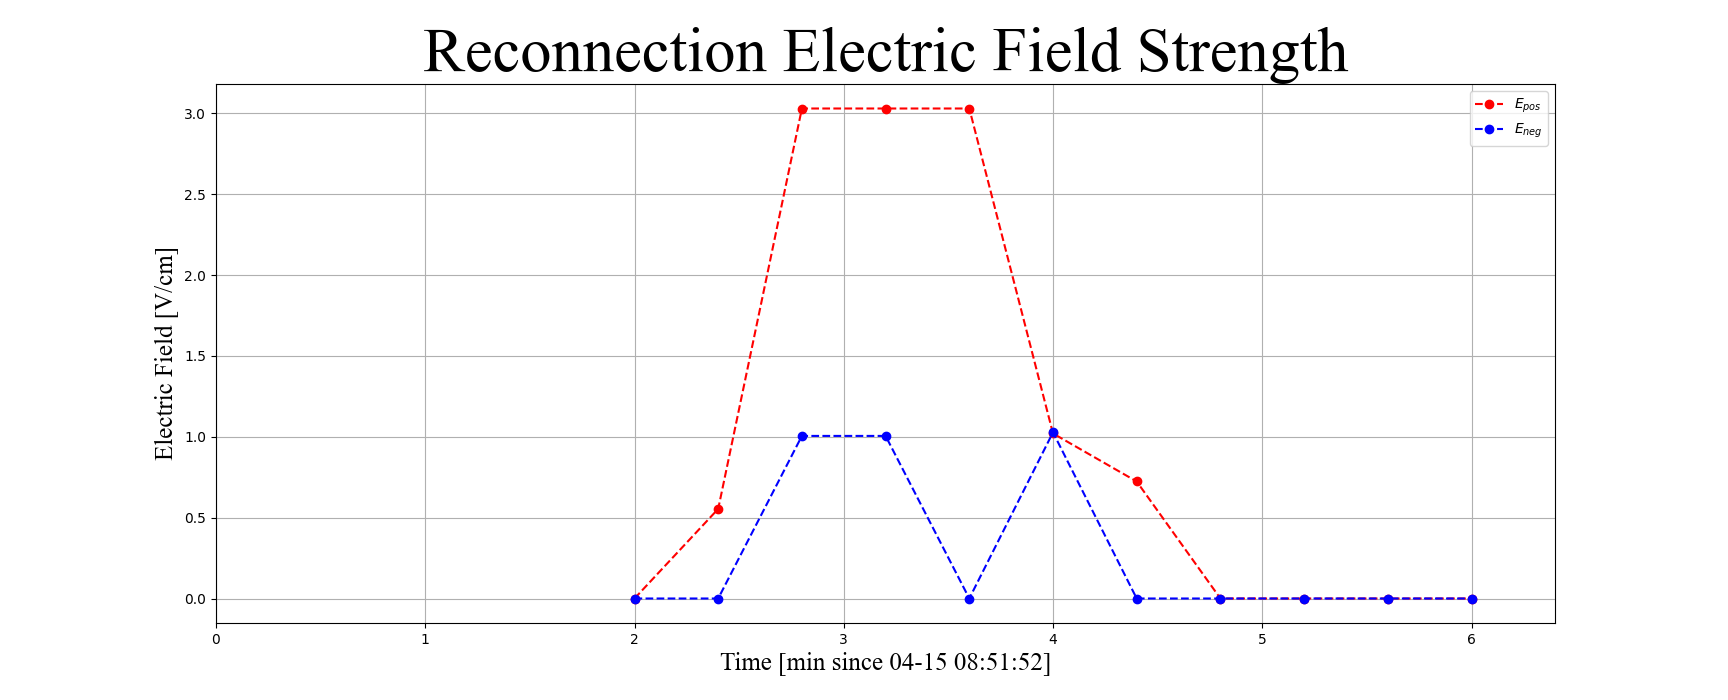 Reconnection Electric Field Strength
E_pos
E_neg
3.0
2.5
2.0
1.5
1.0
0.5
0.0
Electric Field [V/cm]
0 1 2 3 4 5 6
Time [min since 04-15 08:51:52]